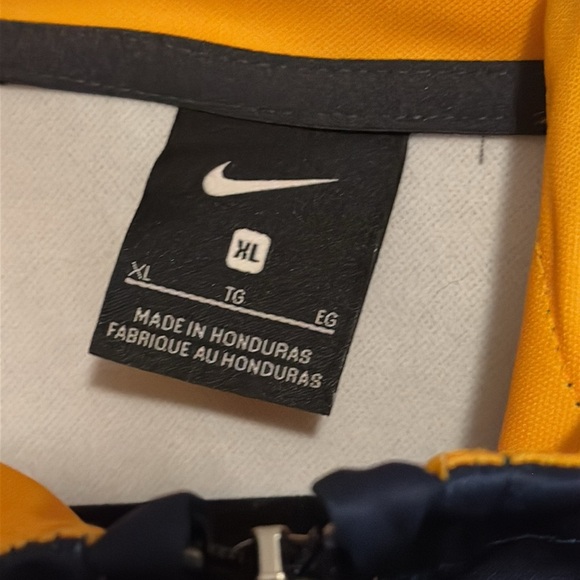 XL
XL TG EG
MADE IN HONDURAS
FABRIQUE AU HONDURAS